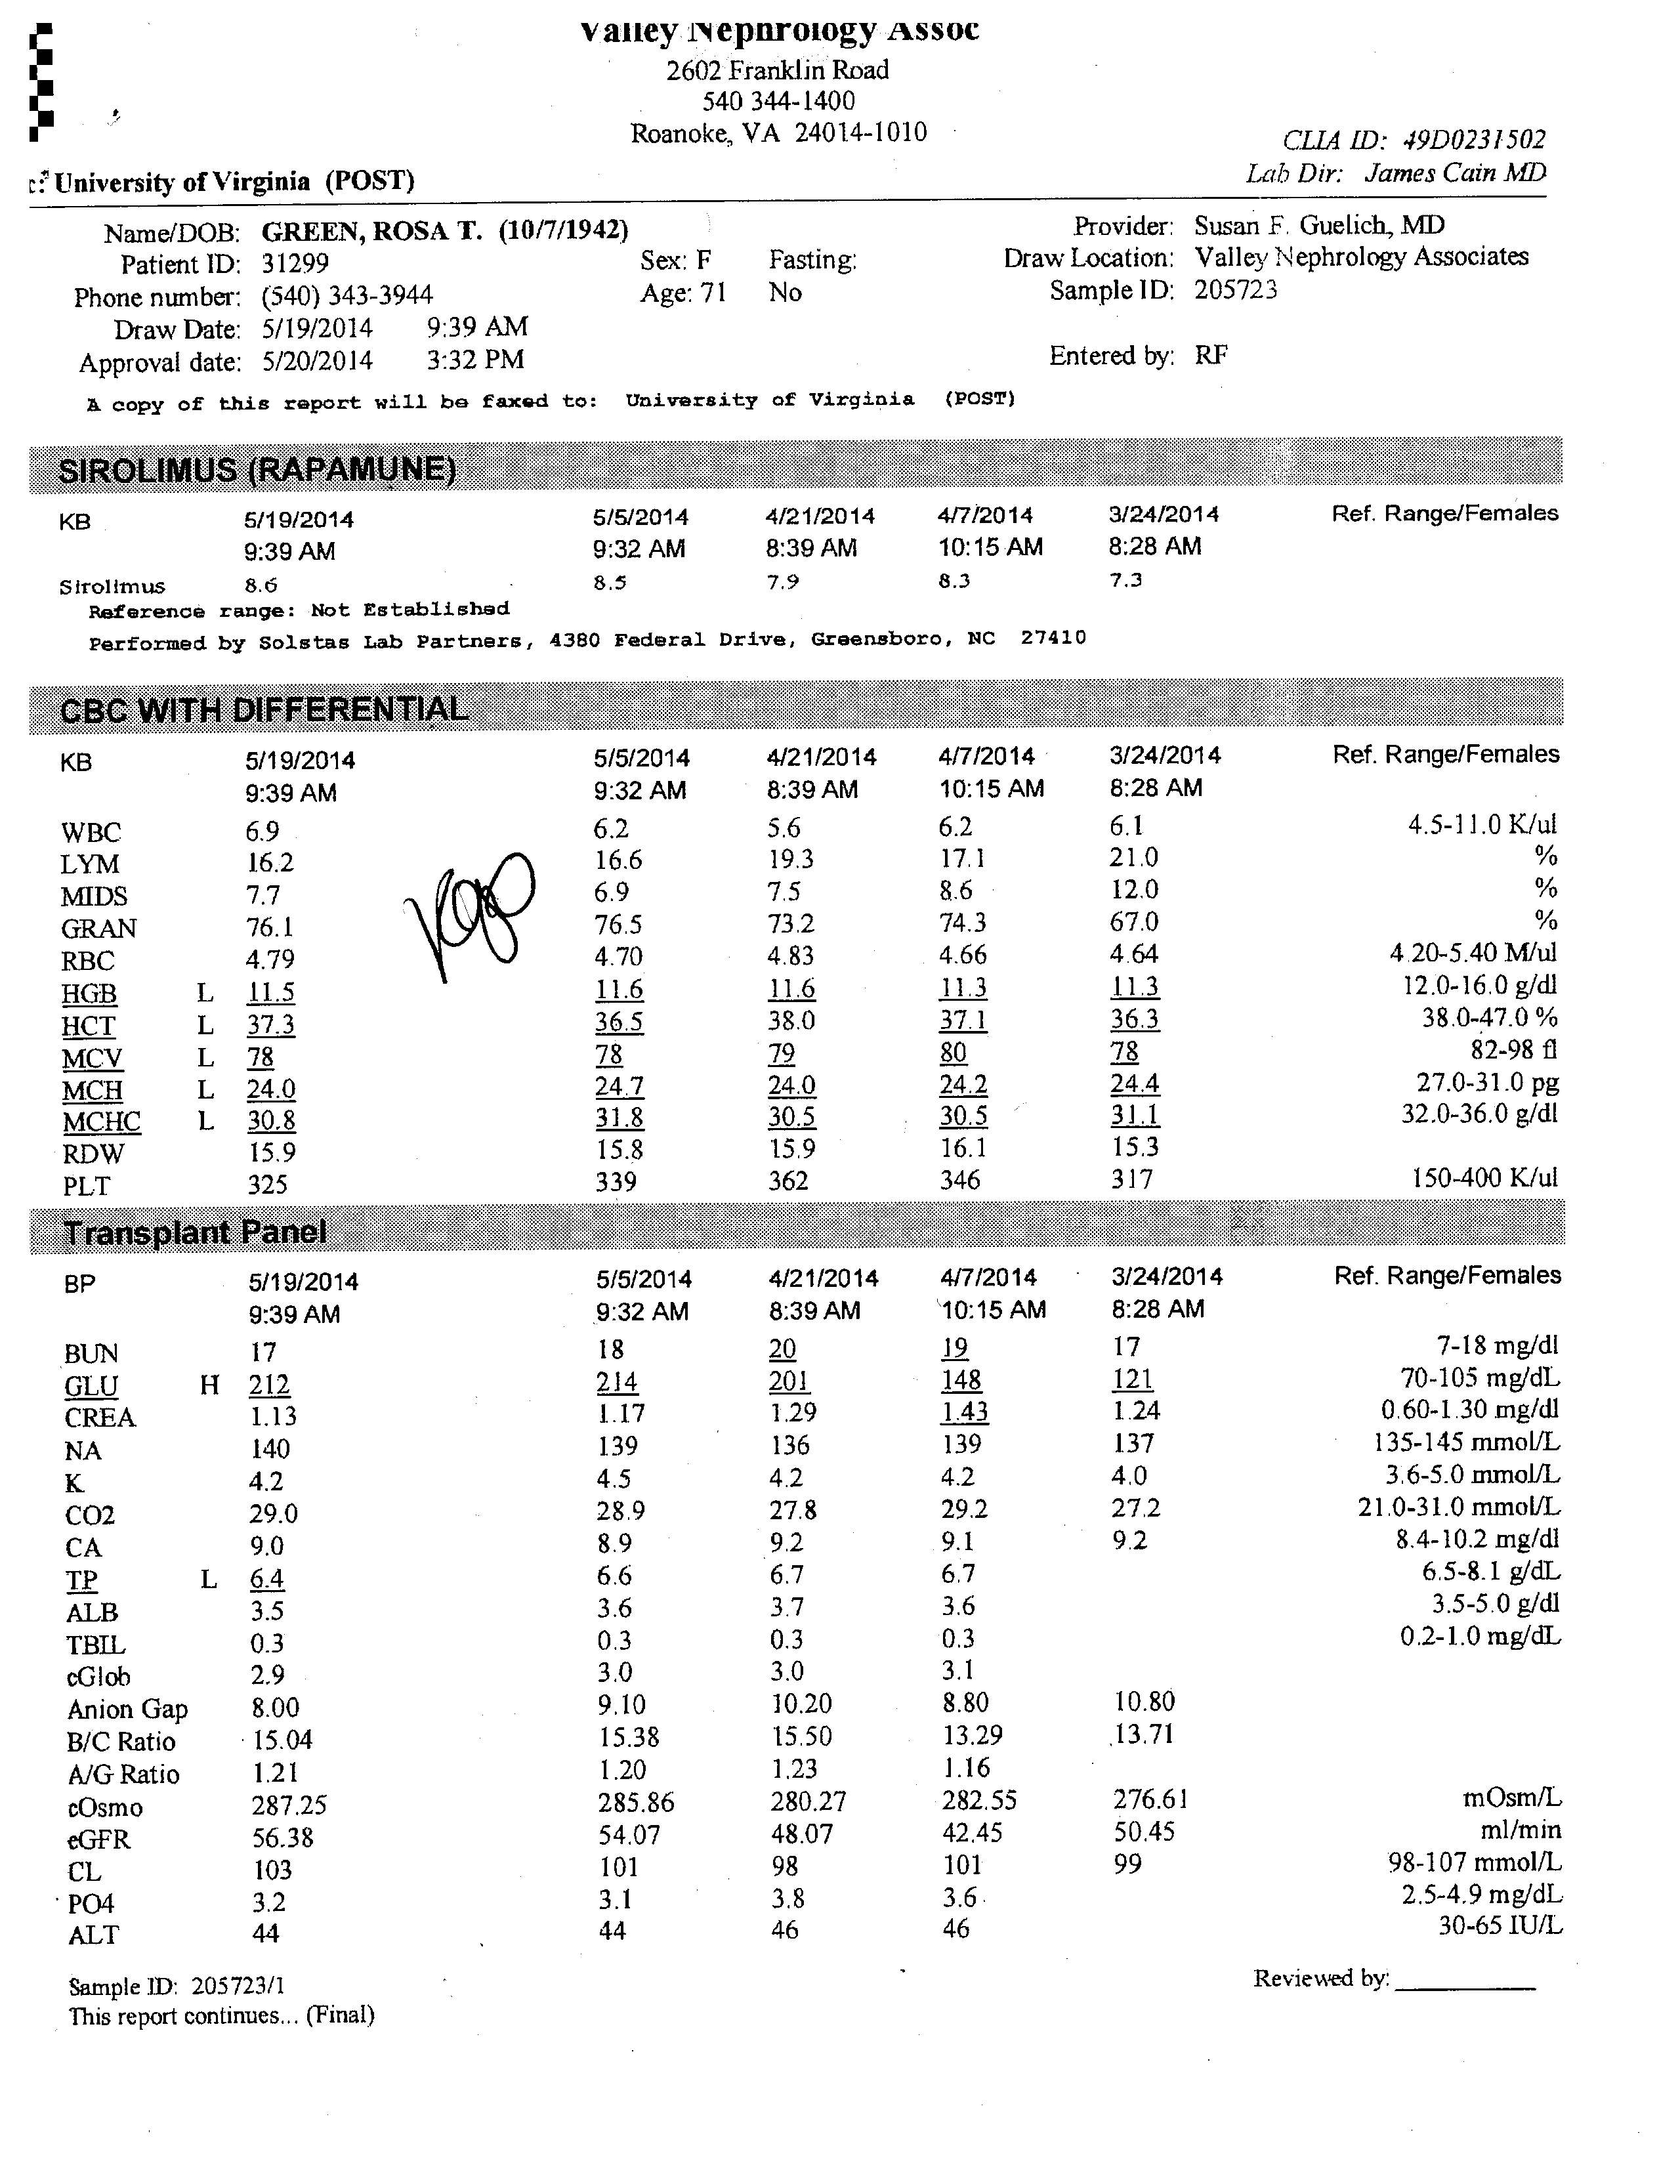 Valley Nephrology Assoc
2602 Franklin Road
540 344-1400
Roanoke, VA 24014-1010
CLIA ID: 49D0231502
Lab Dir: James Cain MD
c: University of Virginia (POST)
Name/DOB: GREEN, ROSA T. (10/7/1942) Provider: Susan F. Guelich, MD
Patient ID: 31299 Sex: F Fasting: Draw Location: Valley Nephrology Associates
Phone number: (540) 343-3944 Age: 71 No Sample ID: 205723
Draw Date: 5/19/2014 9:39 AM
Approval date: 5/20/2014 3:32 PM Entered by: RF
A copy of this report will be faxed to: University of Virginia (POST)
SIROLIMUS (RAPAMUNE)
KB 5/19/2014 5/5/2014 4/21/2014 4/7/2014 3/24/2014 Ref. Range/Females
9:39 AM 9:32 AM 8:39 AM 10:15 AM 8:28 AM
Sirolimus 8.6 8.5 7.9 8.3 7.3
Reference range: Not Established
Performed by Solstas Lab Partners, 4380 Federal Drive, Greensboro, NC 27410
CBC WITH DIFFERENTIAL
KB 5/19/2014 5/5/2014 4/21/2014 4/7/2014 3/24/2014 Ref. Range/Females
9:39 AM 9:32 AM 8:39 AM 10:15 AM 8:28 AM
WBC 6.9 6.2 5.6 6.2 6.1 4.5-11.0 K/ul
LYM 16.2 16.6 19.3 17.1 21.0 %
MIDS 7.7 6.9 7.5 8.6 12.0 %
GRAN 76.1 76.5 73.2 74.3 67.0 %
RBC 4.79 4.70 4.83 4.66 4.64 4.20-5.40 M/ul
HGB L 11.5 11.6 11.6 11.3 11.3 12.0-16.0 g/dl
HCT L 37.3 36.5 38.0 37.1 36.3 38.0-47.0 %
MCV L 78 78 79 80 78 82-98 fl
MCH L 24.0 24.7 24.0 24.2 24.4 27.0-31.0 pg
MCHC L 30.8 31.8 30.5 30.5 31.1 32.0-36.0 g/dl
RDW 15.9 15.8 15.9 16.1 15.3
PLT 325 339 362 346 317 150-400 K/ul
Transplant Panel
BP 5/19/2014 5/5/2014 4/21/2014 4/7/2014 3/24/2014 Ref. Range/Females
9:39 AM 9:32 AM 8:39 AM 10:15 AM 8:28 AM
BUN 17 18 20 19 17 7-18 mg/dl
GLU H 212 214 201 148 121 70-105 mg/dL
CREA 1.13 1.17 1.29 1.43 1.24 0.60-1.30 mg/dl
NA 140 139 136 139 137 135-145 mmol/L
K 4.2 4.5 4.2 4.2 4.0 3.6-5.0 mmol/L
CO2 29.0 28.9 27.8 29.2 27.2 21.0-31.0 mmol/L
CA 9.0 8.9 9.2 9.1 9.2 8.4-10.2 mg/dl
TP L 6.4 6.6 6.7 6.7 6.5-8.1 g/dL
ALB 3.5 3.6 3.7 3.6 3.5-5.0 g/dl
TBIL 0.3 0.3 0.3 0.3 0.2-1.0 mg/dL
cGlob 2.9 3.0 3.0 3.1
Anion Gap 8.00 9.10 10.20 8.80 10.80
B/C Ratio 15.04 15.38 15.50 13.29 13.71
A/G Ratio 1.21 1.20 1.23 1.16
cOsmo 287.25 285.86 280.27 282.55 276.61 mOsm/L
eGFR 56.38 54.07 48.07 42.45 50.45 ml/min
CL 103 101 98 101 99 98-107 mmol/L
PO4 3.2 3.1 3.8 3.6 2.5-4.9 mg/dL
ALT 44 44 46 46 30-65 IU/L
Sample ID: 205723/1 Reviewed by:
This report continues... (Final)